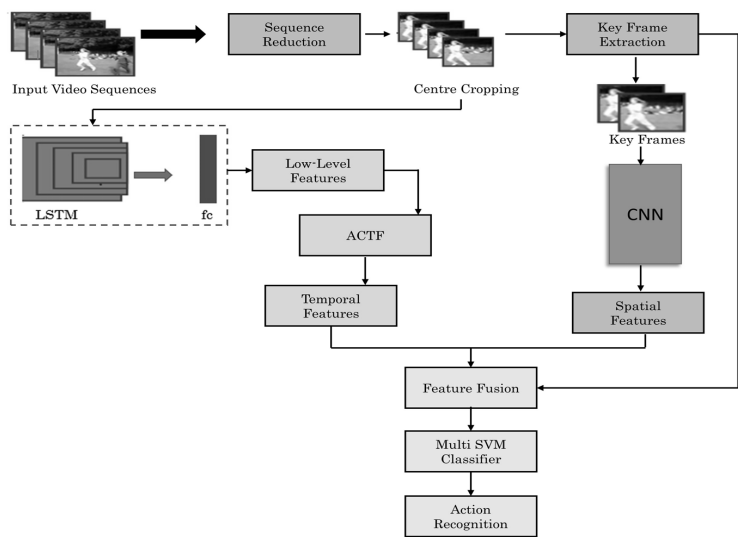 Sequence
Reduction
Key Frame
Extraction
Input Video Sequences
Centre Cropping
Key Frames
LSTM
fc
Low-Level
Features
CNN
ACTF
Temporal
Features
Spatial
Features
Feature Fusion
Multi SVM
Classifier
Action
Recognition